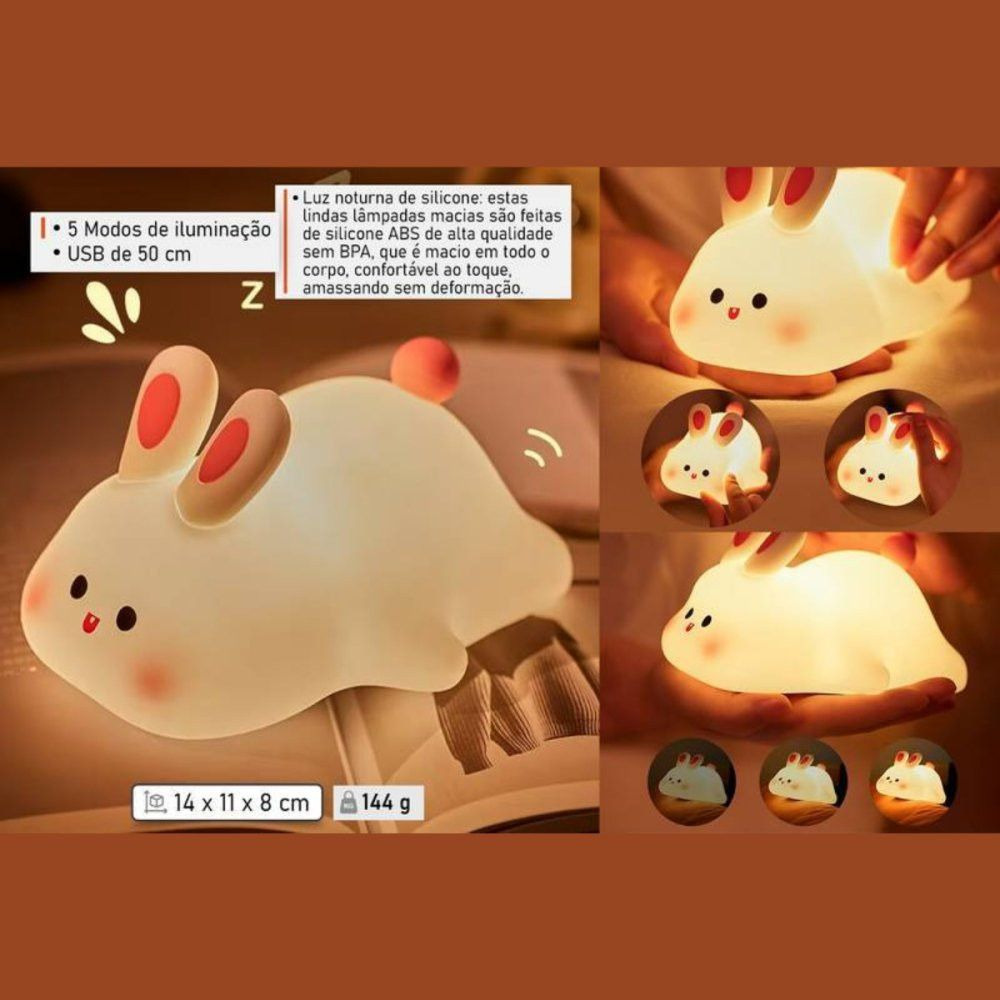 • 5 Modos de iluminação
• USB de 50 cm
• Luz noturna de silicone: estas
lindas lâmpadas macias são feitas
de silicone ABS de alta qualidade
sem BPA, que é macio em todo o
corpo, confortável ao toque,
amassando sem deformação.
z
14 x 11 x 8 cm
144 g